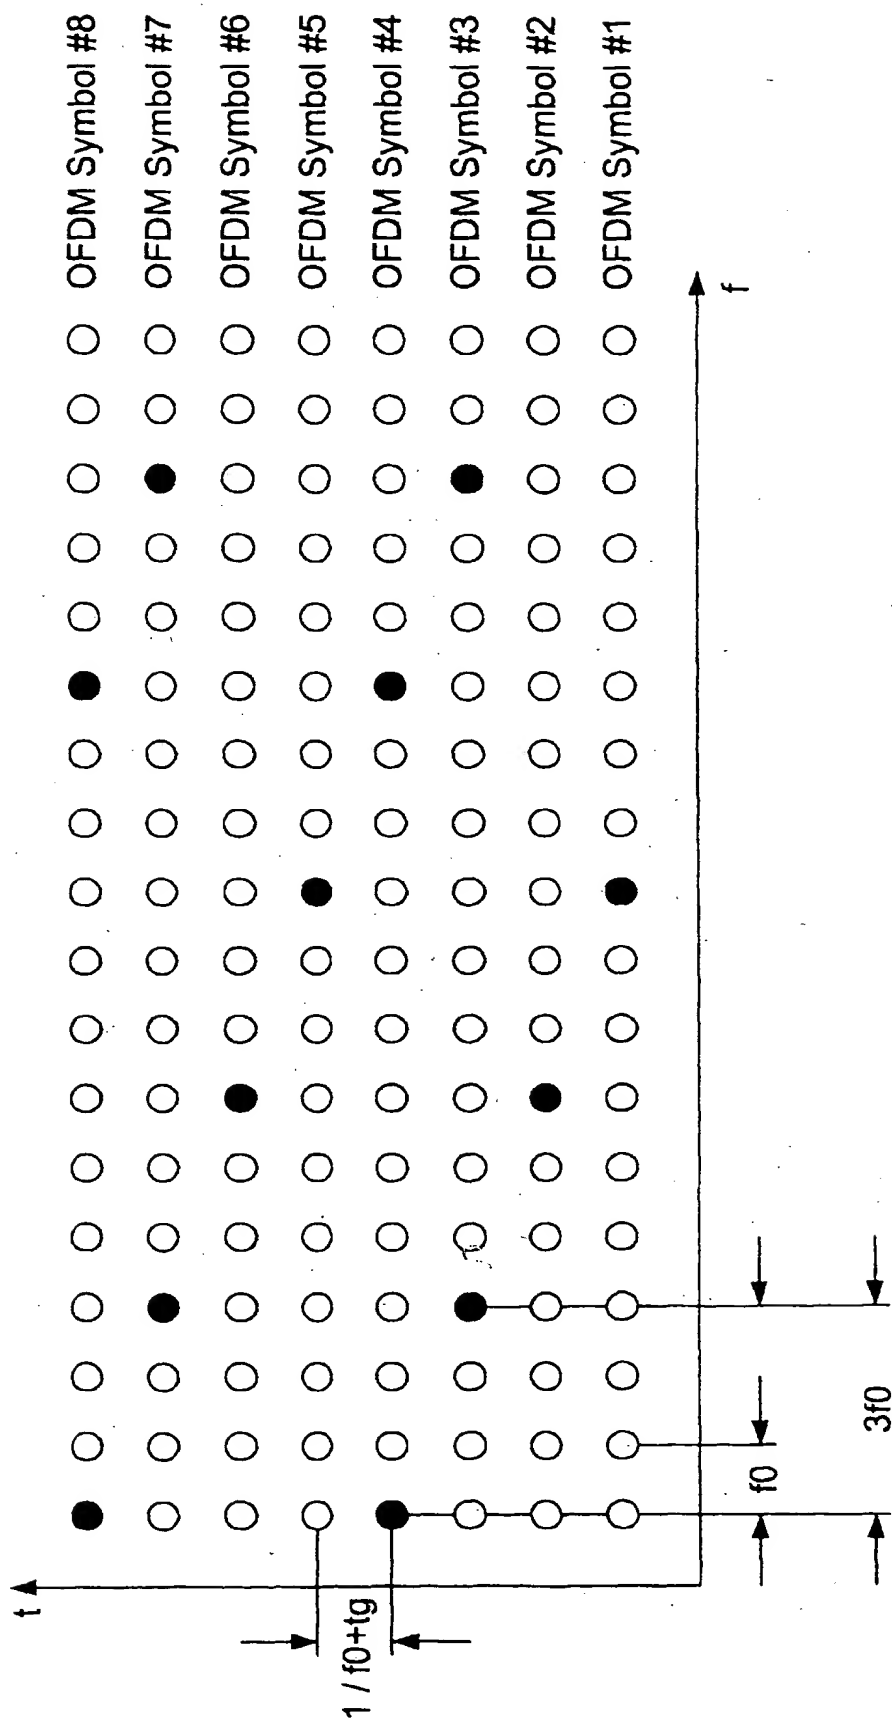 t
OFDM Symbol #8
OFDM Symbol #7
OFDM Symbol #6
OFDM Symbol #5
OFDM Symbol #4
OFDM Symbol #3
OFDM Symbol #2
OFDM Symbol #1
f
1 / f0+tg
f0
3f0